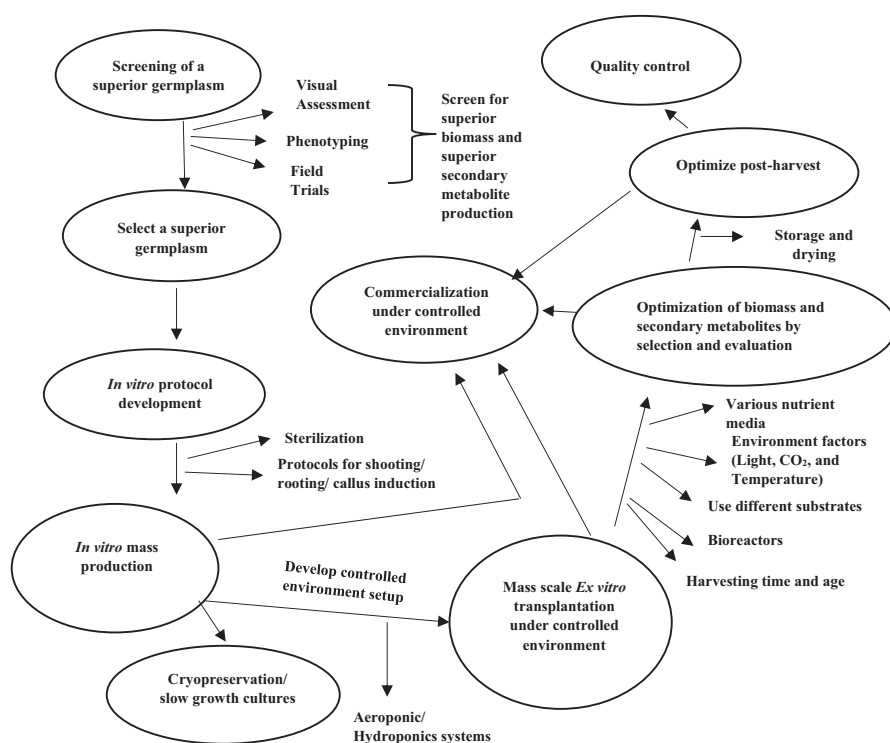 Screening of a
superior germplasm
Visual
Assessment
Phenotyping
Field
Trials
Screen for
superior
biomass and
superior
secondary
metabolite
production
Quality control
Optimize post-harvest
Storage and
drying
Select a superior
germplasm
Commercialization
under controlled
environment
Optimization of biomass and
secondary metabolites by
selection and evaluation
In vitro protocol
development
Sterilization
Protocols for shooting/
rooting/ callus induction
Various nutrient
media
Environment factors
(Light, CO₂, and
Temperature)
Use different substrates
Bioreactors
Harvesting time and age
In vitro mass
production
Develop controlled
environment setup
Mass scale Ex vitro
transplantation
under controlled
environment
Cryopreservation/
slow growth cultures
Aeroponic/
Hydroponics systems